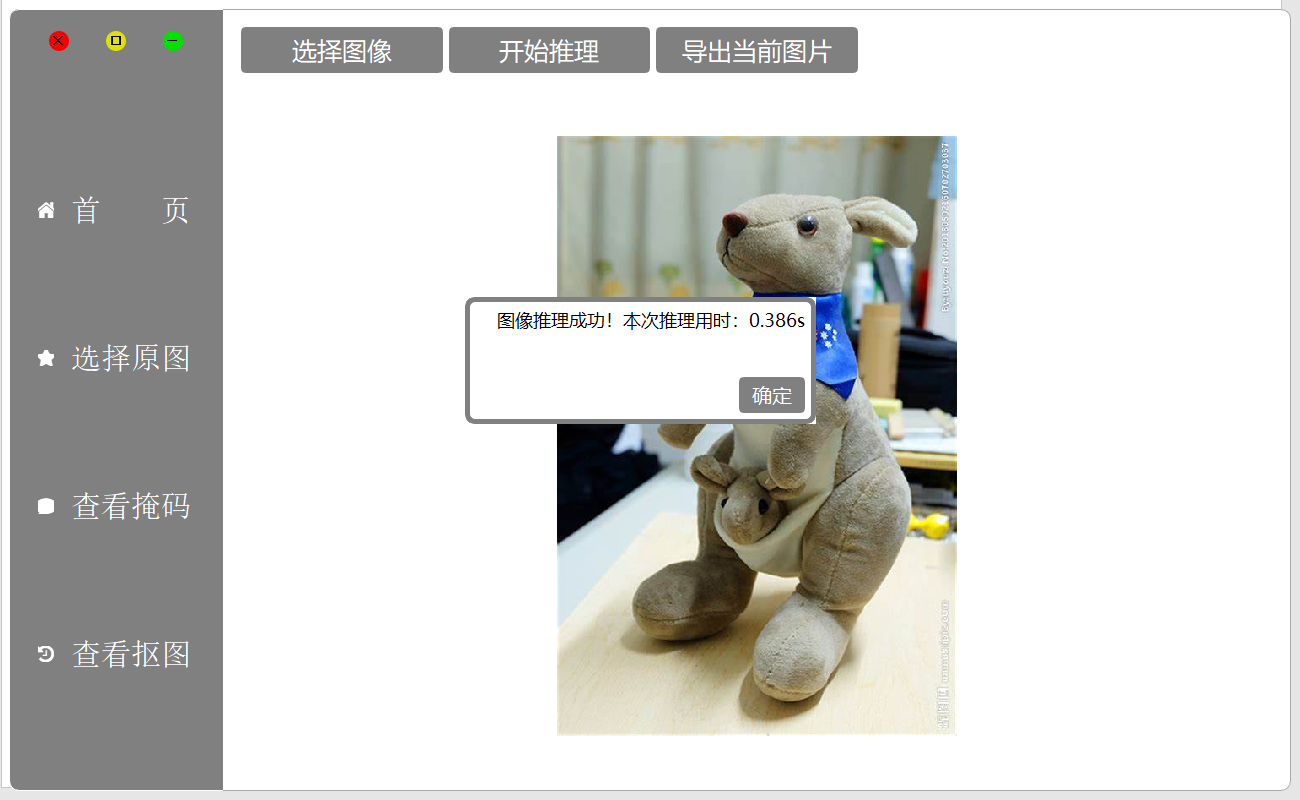 选择图像
开始推理
导出当前图片
首 页
选择原图
查看掩码
查看抠图
图像推理成功！本次推理用时：0.386s
确定